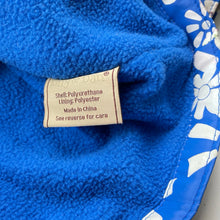 ®
Shell: Polyurethane
Lining: Polyester
Made in China
See reverse for care